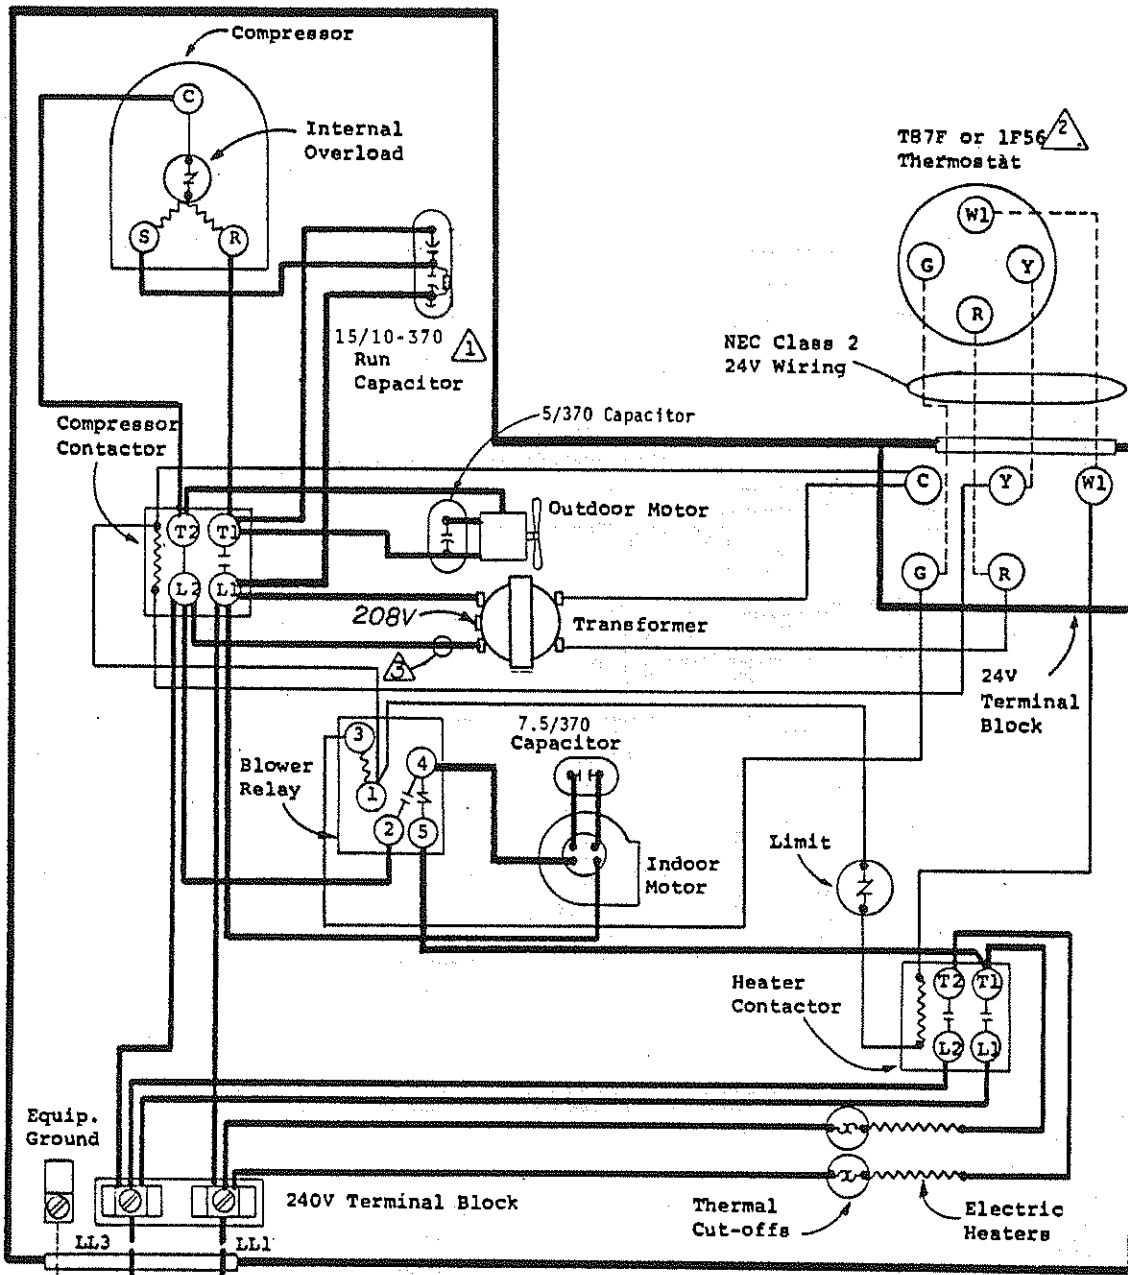 Compressor
C
Internal
Overload
S
R
T87F or 1F56
2
Thermostat
W1
G
Y
R
NEC Class 2
24V Wiring
15/10-370
1
Run
Capacitor
5/370 Capacitor
Compressor
Contactor
Outdoor Motor
C
Y
W1
T2
T1
L2
L1
G
R
208V
Transformer
3
24V
Terminal
Block
7.5/370
Capacitor
Blower
Relay
3
4
1
2
5
Indoor
Motor
Limit
Heater
Contactor
T2
T1
L2
L1
Equip.
Ground
240V Terminal Block
Thermal
Cut-offs
Electric
Heaters
LL3
LL1